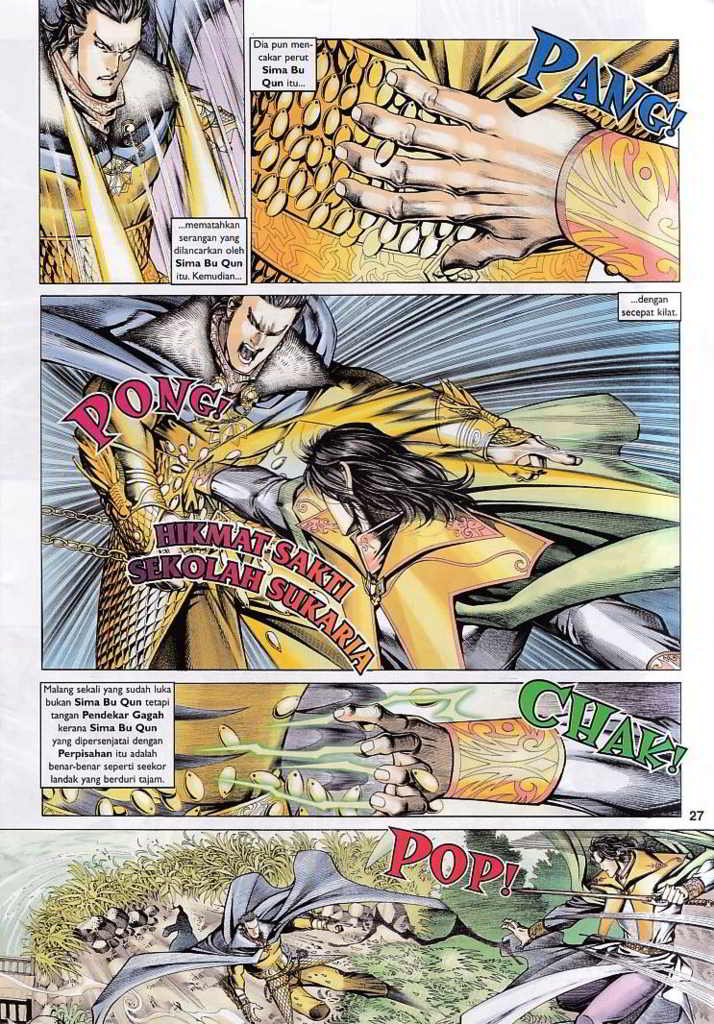 ...mematahkan
serangan yang
dilancarkan oleh
Sima Bu Qun
itu. Kemudian...
Dia pun men-
cakar perut
Sima Bu
Qun itu...
PANG!
...dengan
secepat kilat.
PONG!
HIKMAT SAKTI
SEKOLAH SUKARIA
Malang sekali yang sudah luka
bukan Sima Bu Qun tetapi
tangan Pendekar Gagah
kerana Sima Bu Qun
yang dipersenjatai dengan
Perpisahan itu adalah
benar-benar seperti seekor
landak yang berduri tajam.
CHAK!
27
POP!